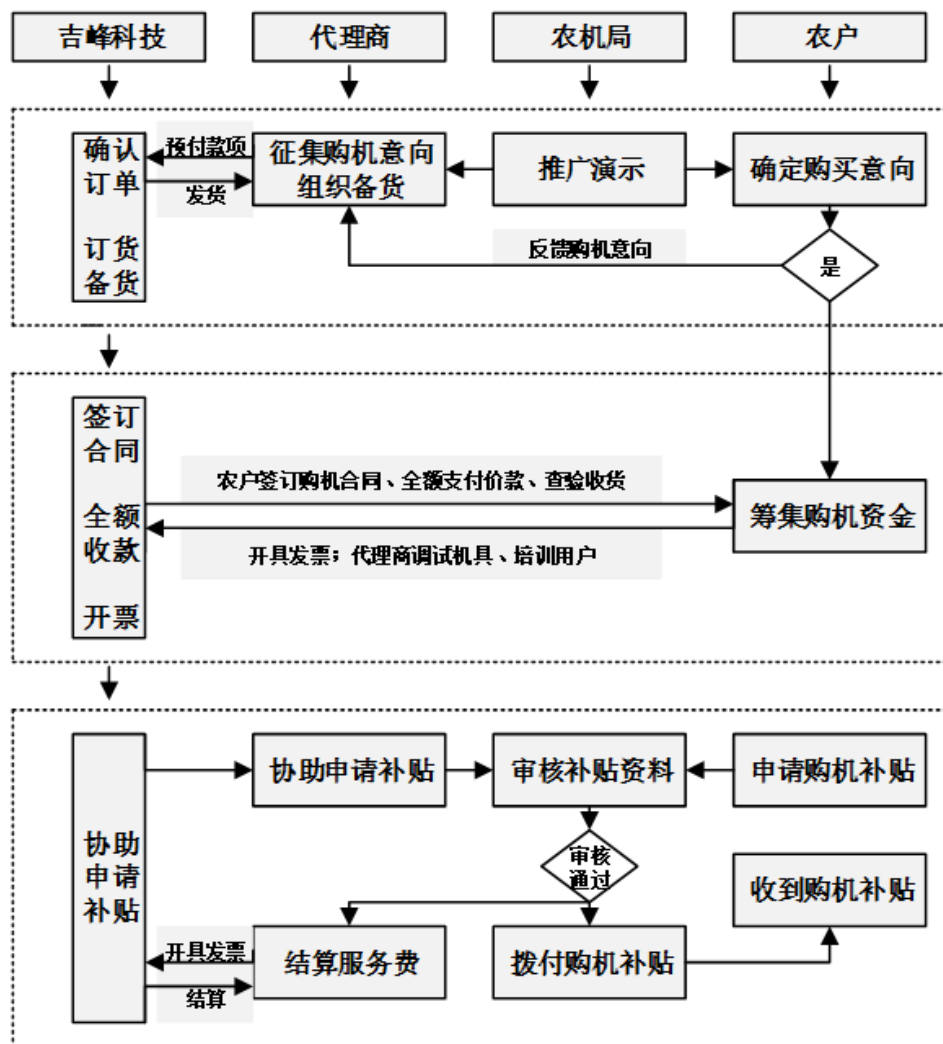 吉峰科技
代理商
农机局
农户
确认
订单
订货
备货
预付款项
发货
征集购机意向
组织备货
推广演示
确定购买意向
反馈购机意向
是
签订
合同
全额
收款
开票
农户签订购机合同、全额支付价款、查验收货
开具发票；代理商调试机具、培训用户
筹集购机资金
协助
申请
补贴
协助申请补贴
审核补贴资料
申请购机补贴
审核
通过
收到购机补贴
开具发票
结算
结算服务费
拨付购机补贴